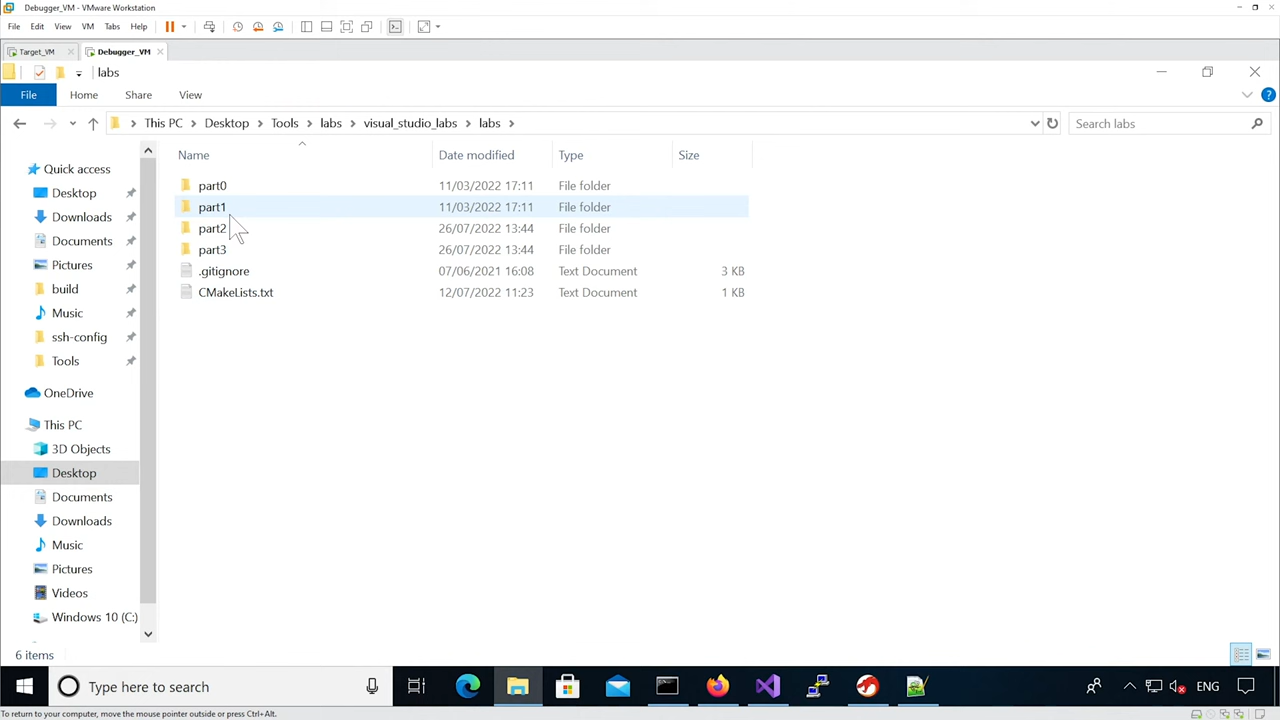 Debugger_VM - VMware Workstation
File Edit View VM Tabs Help
Target_VM
Debugger_VM
labs
File Home Share View
This PC > Desktop > Tools > labs > visual_studio_labs > labs >
Search labs
Name Date modified Type Size
part0 11/03/2022 17:11 File folder
part1 11/03/2022 17:11 File folder
part2 26/07/2022 13:44 File folder
part3 26/07/2022 13:44 File folder
.gitignore 07/06/2021 16:08 Text Document 3 KB
CMakeLists.txt 12/07/2022 11:23 Text Document 1 KB
Quick access
Desktop
Downloads
Documents
Pictures
build
Music
ssh-config
Tools
OneDrive
This PC
3D Objects
Desktop
Documents
Downloads
Music
Pictures
Videos
Windows 10 (C:)
6 items
Type here to search
ENG
To return to your computer, move the mouse pointer outside or press Ctrl+Alt.